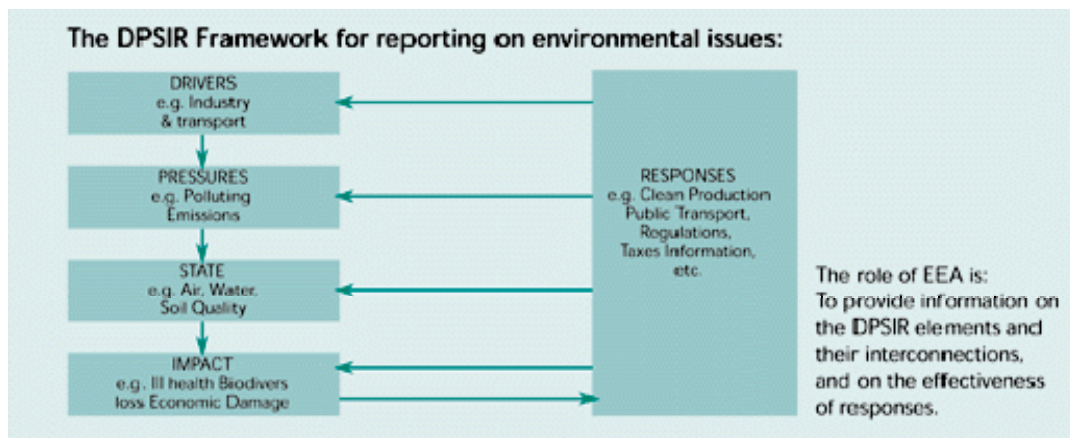 The DPSIR Framework for reporting on environmental issues:
DRIVERS
e.g. Industry
& transport
PRESSURES
e.g. Polluting
Emissions
STATE
e.g. Air, Water,
Soil Quality
IMPACT
e.g. Ill health Biodivers
loss Economic Damage
RESPONSES
e.g. Clean Production
Public Transport,
Regulations,
Taxes Information,
etc.
The role of EEA is:
To provide information on
the DPSIR elements and
their interconnections,
and on the effectiveness
of responses.